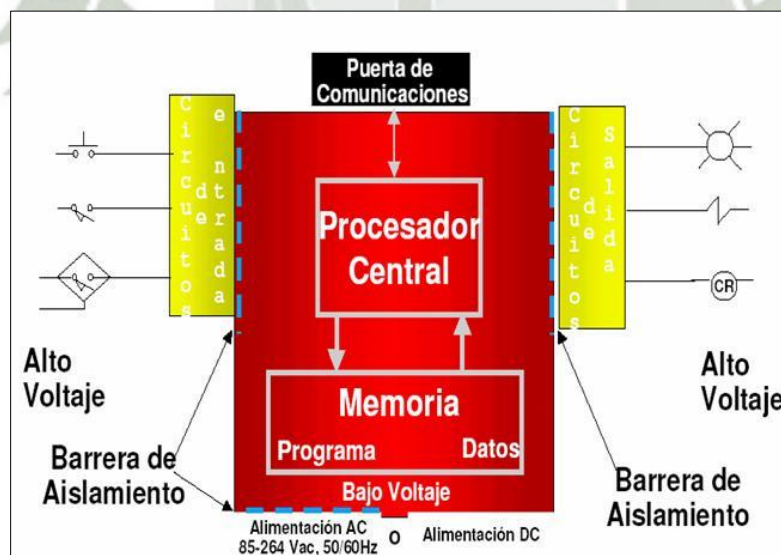 Puerta de
Comunicaciones
Circuitos
de
entrada
Circuitos
de
Salida
Procesador
Central
CR
Alto
Voltaje
Alto
Voltaje
Memoria
Programa
Datos
Barrera de
Aislamiento
Bajo Voltaje
Barrera de
Aislamiento
Alimentación AC
85-264 Vac, 50/60Hz
O
Alimentación DC